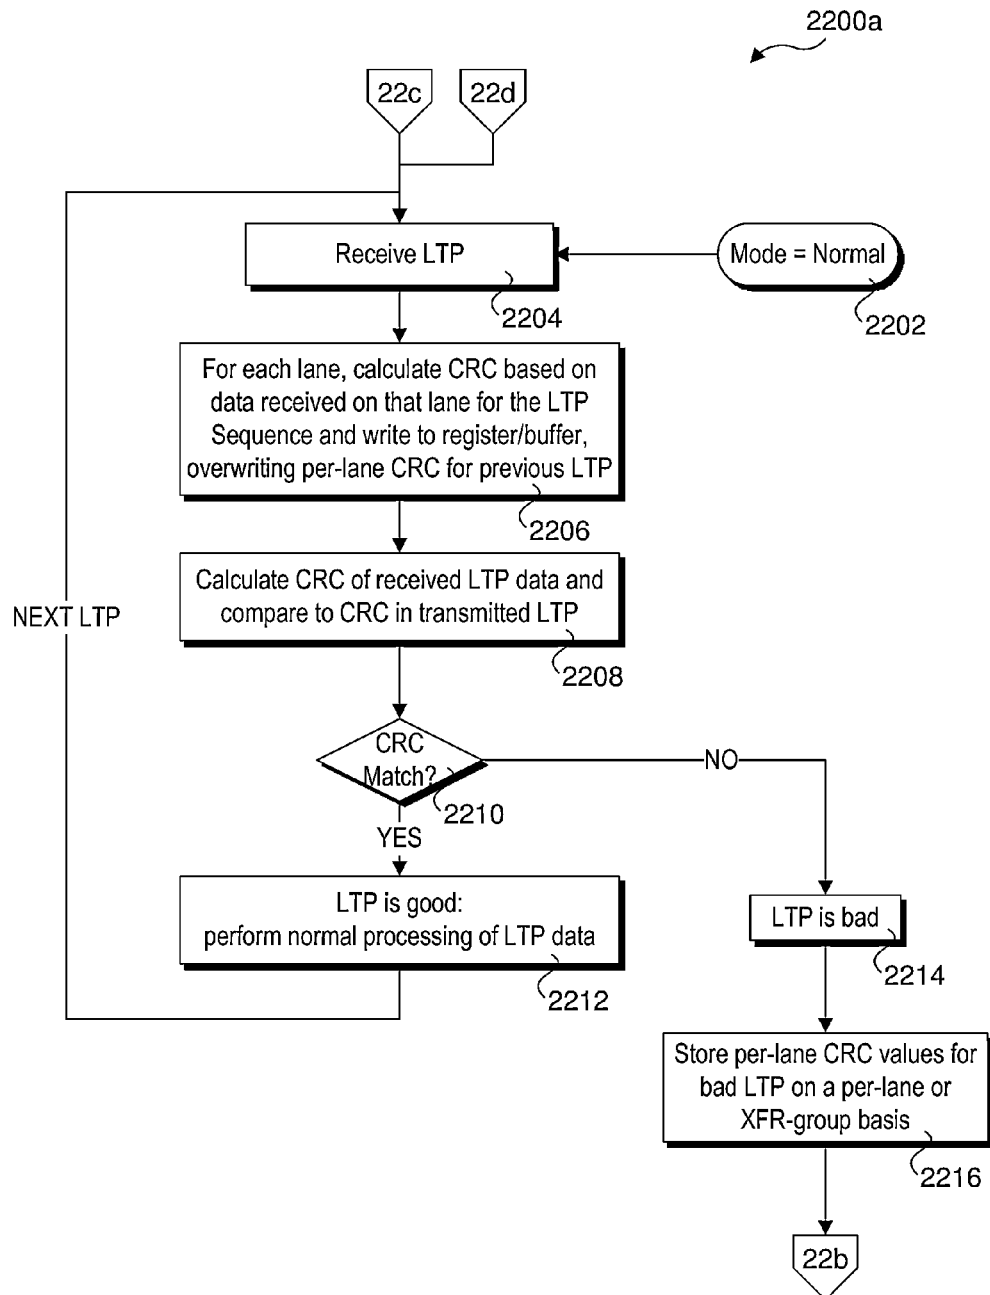 2200a
22c
22d
Receive LTP
Mode = Normal
2204
2202
For each lane, calculate CRC based on
data received on that lane for the LTP
Sequence and write to register/buffer,
overwriting per-lane CRC for previous LTP
2206
Calculate CRC of received LTP data and
compare to CRC in transmitted LTP
2208
NEXT LTP
CRC
Match?
2210
NO
YES
LTP is good:
perform normal processing of LTP data
2212
LTP is bad
2214
Store per-lane CRC values for
bad LTP on a per-lane or
XFR-group basis
2216
22b